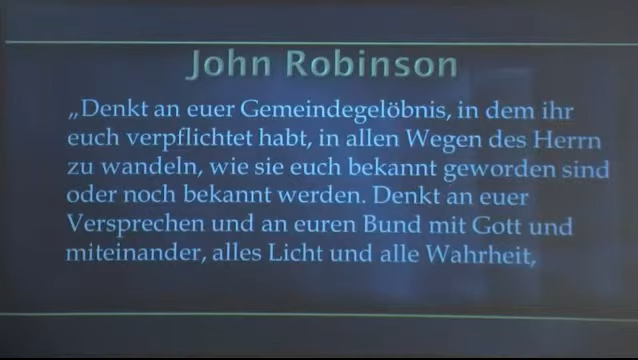 John Robinson
„Denkt an euer Gemeindegelöbnis, in dem ihr
euch verpflichtet habt, in allen Wegen des Herrn
zu wandeln, wie sie euch bekannt geworden sind
oder noch bekannt werden. Denkt an euer
Versprechen und an euren Bund mit Gott und
miteinander, alles Licht und alle Wahrheit,